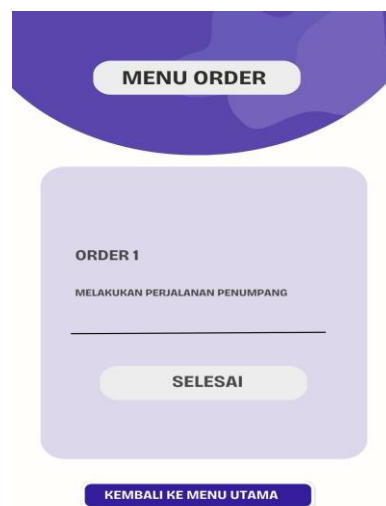 MENU ORDER
ORDER 1
MELAKUKAN PERJALANAN PENUMPANG
SELESAI
KEMBALI KE MENU UTAMA